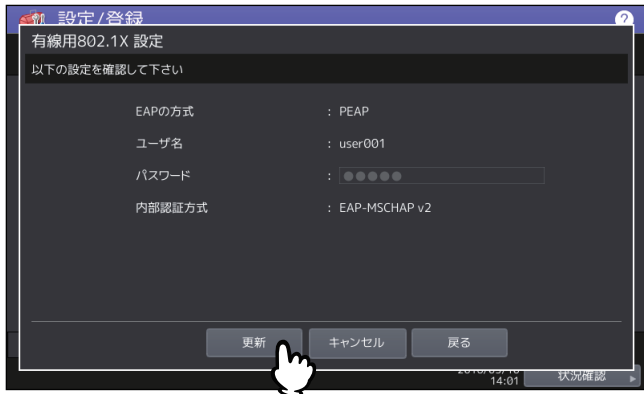 設定/登録
?
有線用802.1X 設定
以下の設定を確認して下さい
EAPの方式 : PEAP
ユーザ名 : user001
パスワード : ●●●●●
内部認証方式 : EAP-MSCHAP v2
更新 キャンセル 戻る
14:01 状況確認